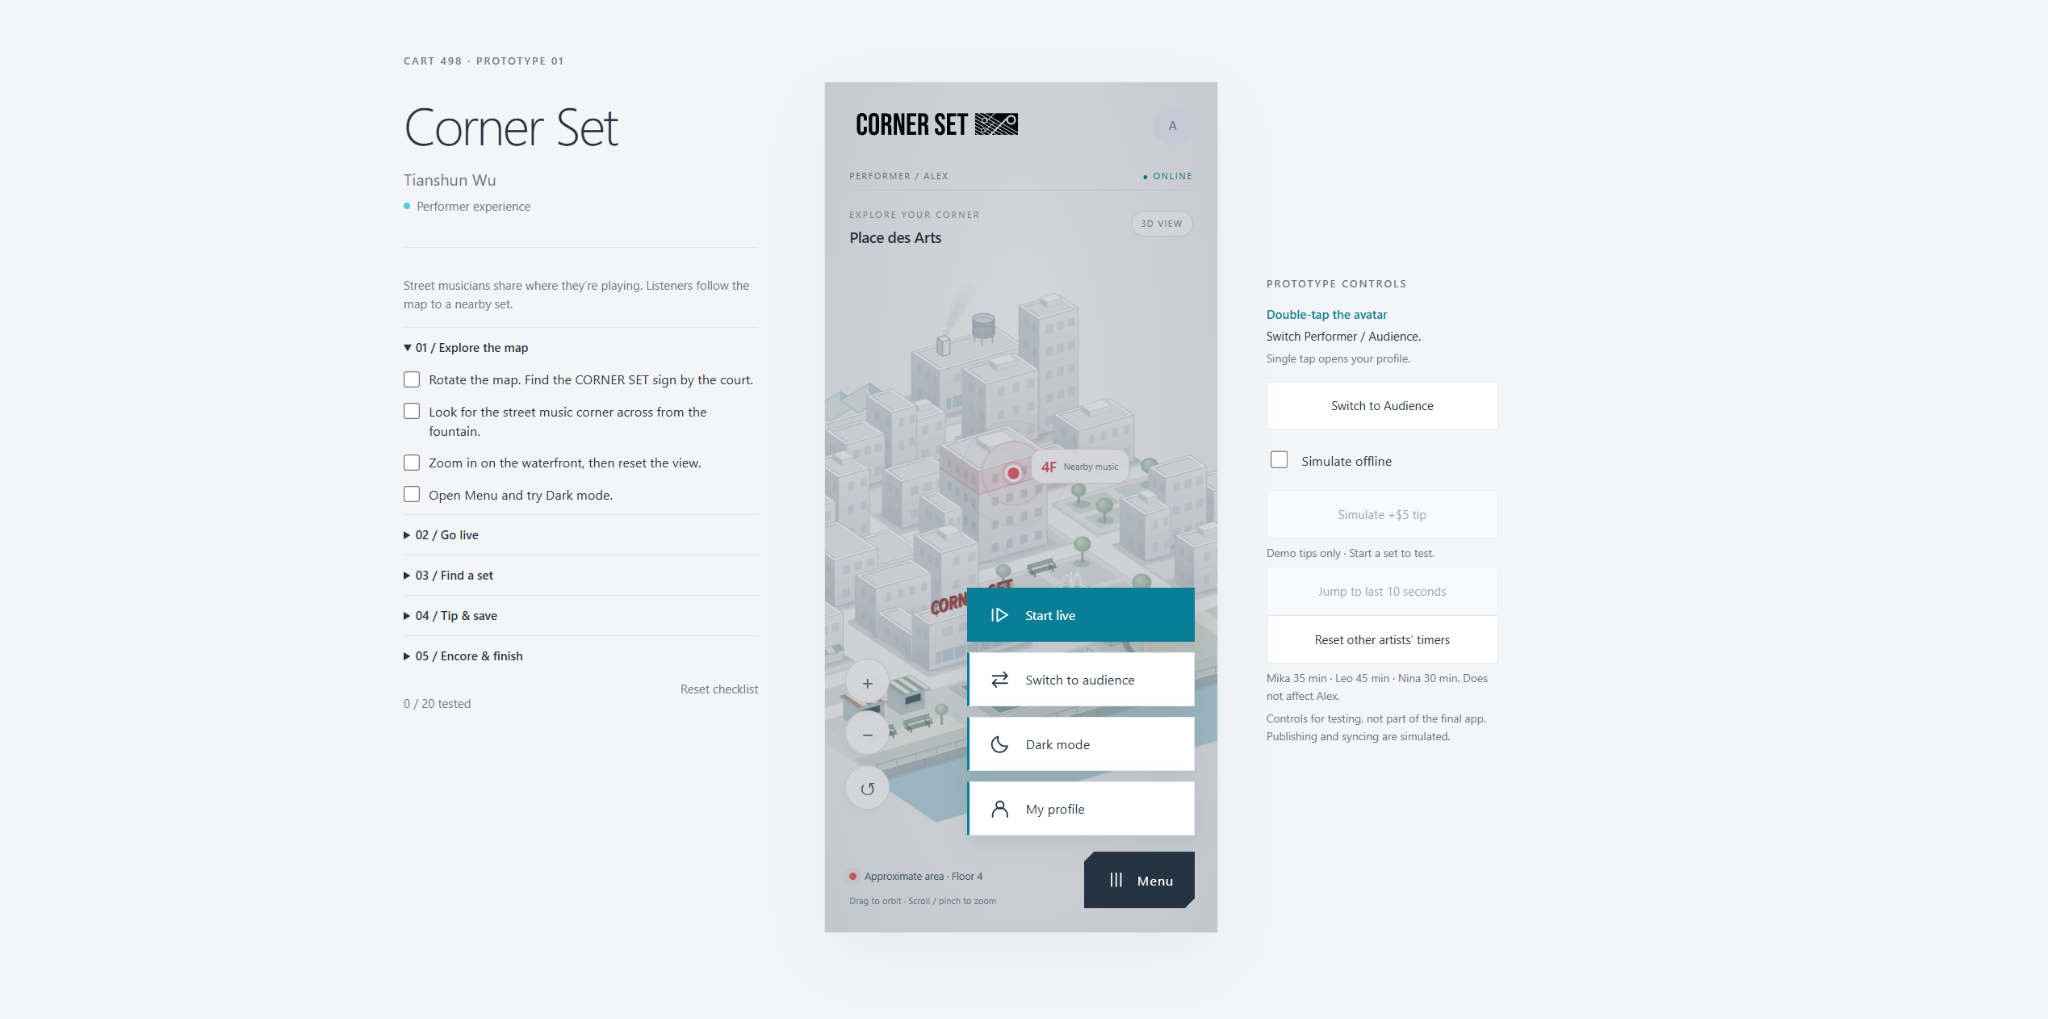 CART 498 · PROTOTYPE 01
Corner Set
Tianshun Wu
Performer experience
Street musicians share where they're playing. Listeners follow the
map to a nearby set.
01 / Explore the map
Rotate the map. Find the CORNER SET sign by the court.
Look for the street music corner across from the
fountain.
Zoom in on the waterfront, then reset the view.
Open Menu and try Dark mode.
02 / Go live
03 / Find a set
04 / Tip & save
05 / Encore & finish
Reset checklist
0 / 20 tested
CORNER SET
A
PERFORMER / ALEX
ONLINE
EXPLORE YOUR CORNER
3D VIEW
Place des Arts
4F Nearby music
Start live
Switch to audience
Dark mode
My profile
+
−
↺
Approximate area · Floor 4
Drag to orbit · Scroll / pinch to zoom
Menu
PROTOTYPE CONTROLS
Double-tap the avatar
Switch Performer / Audience.
Single tap opens your profile.
Switch to Audience
Simulate offline
Simulate +$5 tip
Demo tips only · Start a set to test.
Jump to last 10 seconds
Reset other artists' timers
Mika 35 min · Leo 45 min · Nina 30 min. Does
not affect Alex.
Controls for testing, not part of the final app.
Publishing and syncing are simulated.